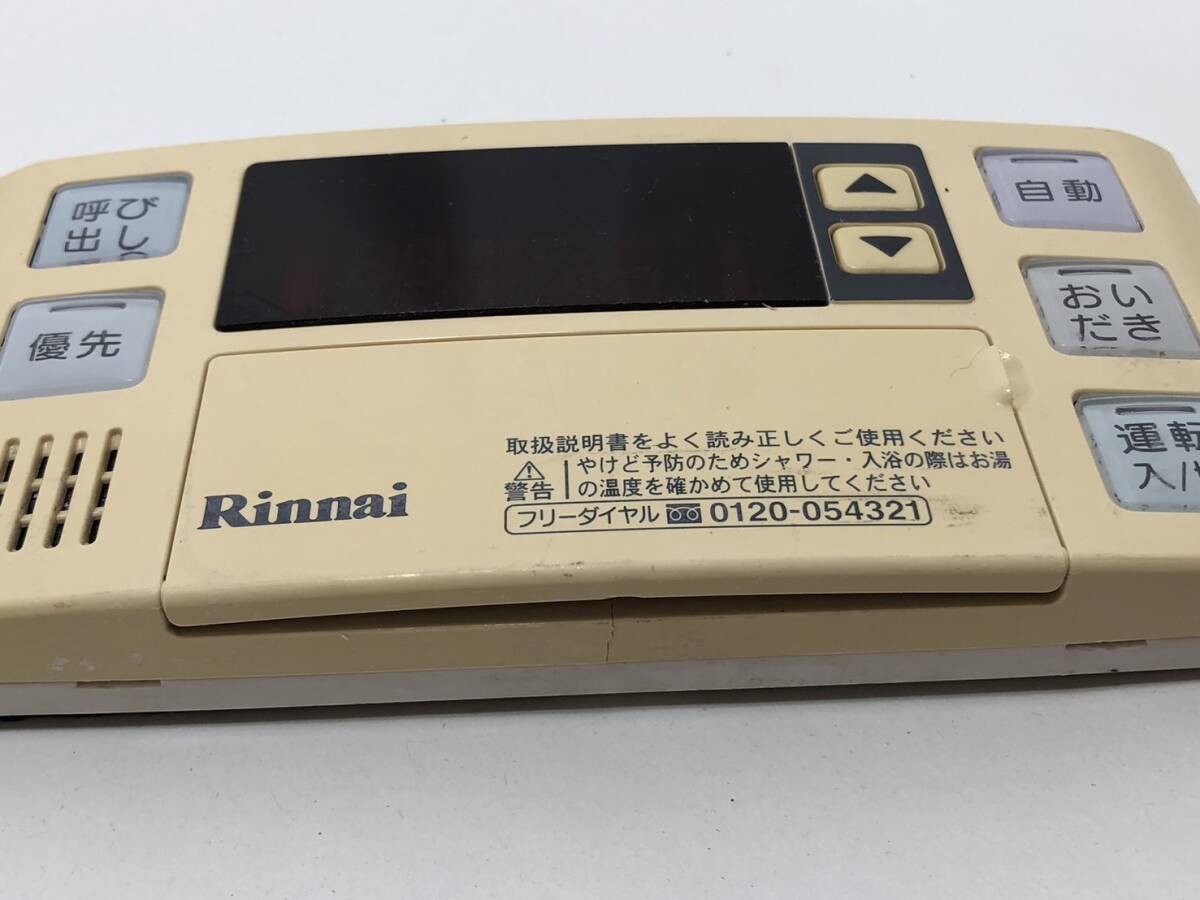 呼び
出し
優先
▲
▼
自動
おい
だき
運転
入/
取扱説明書をよく読み正しくご使用ください
警告
やけど予防のためシャワー・入浴の際はお湯
の温度を確かめて使用してください
フリーダイヤル 0120-054321
Rinnai